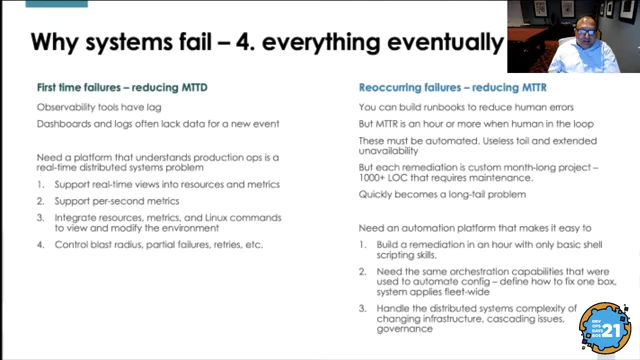 Why systems fail – 4. everything eventually
First time failures – reducing MTTD
Observability tools have lag
Dashboards and logs often lack data for a new event
Need a platform that understands production ops is a
real-time distributed systems problem
1. Support real-time views into resources and metrics
2. Support per-second metrics
3. Integrate resources, metrics, and Linux commands
to view and modify the environment
4. Control blast radius, partial failures, retries, etc.
Reoccurring failures – reducing MTTR
You can build runbooks to reduce human errors
But MTTR is an hour or more when human in the loop
These must be automated. Useless toil and extended
unavailability
But each remediation is custom month-long project –
1000+ LOC that requires maintenance.
Quickly becomes a long-tail problem
Need an automation platform that makes it easy to
1. Build a remediation in an hour with only basic shell
scripting skills.
2. Need the same orchestration capabilities that were
used to automate config – define how to fix one box,
system applies fleet-wide
3. Handle the distributed systems complexity of
changing infrastructure, cascading issues,
governance
DEV
OPS
DAYS
21